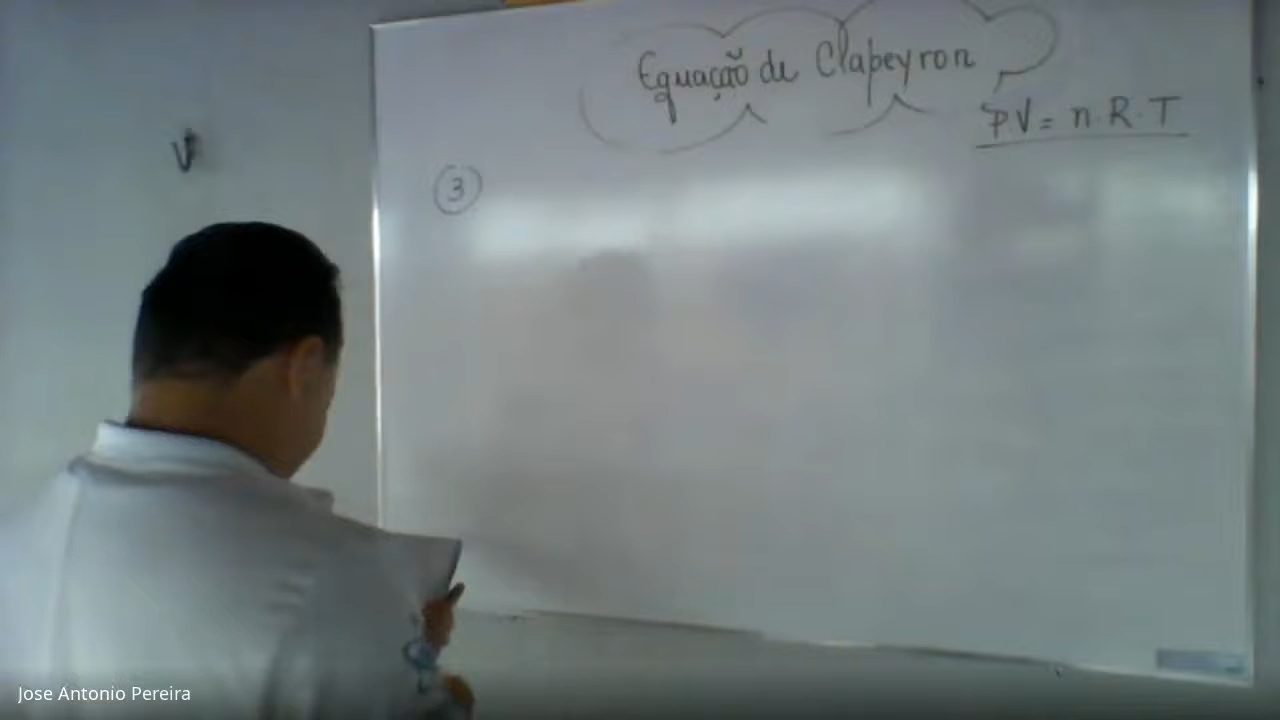 Equação de Clapeyron
PV = n.R.T
3
V
Jose Antonio Pereira